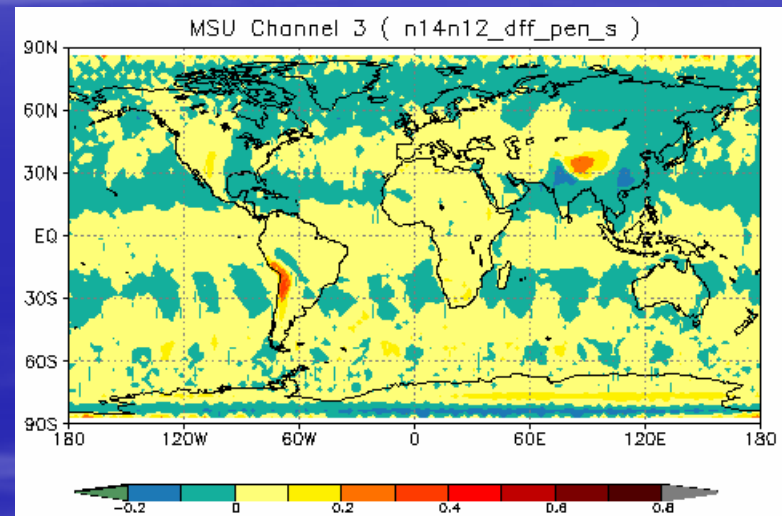 MSU Channel 3 ( n14n12_dff_pen_s )
90N
60N
30N
EQ
30S
60S
90S
180 120W 60W 0 60E 120E 180
-0.2 0 0.2 0.4 0.6 0.8